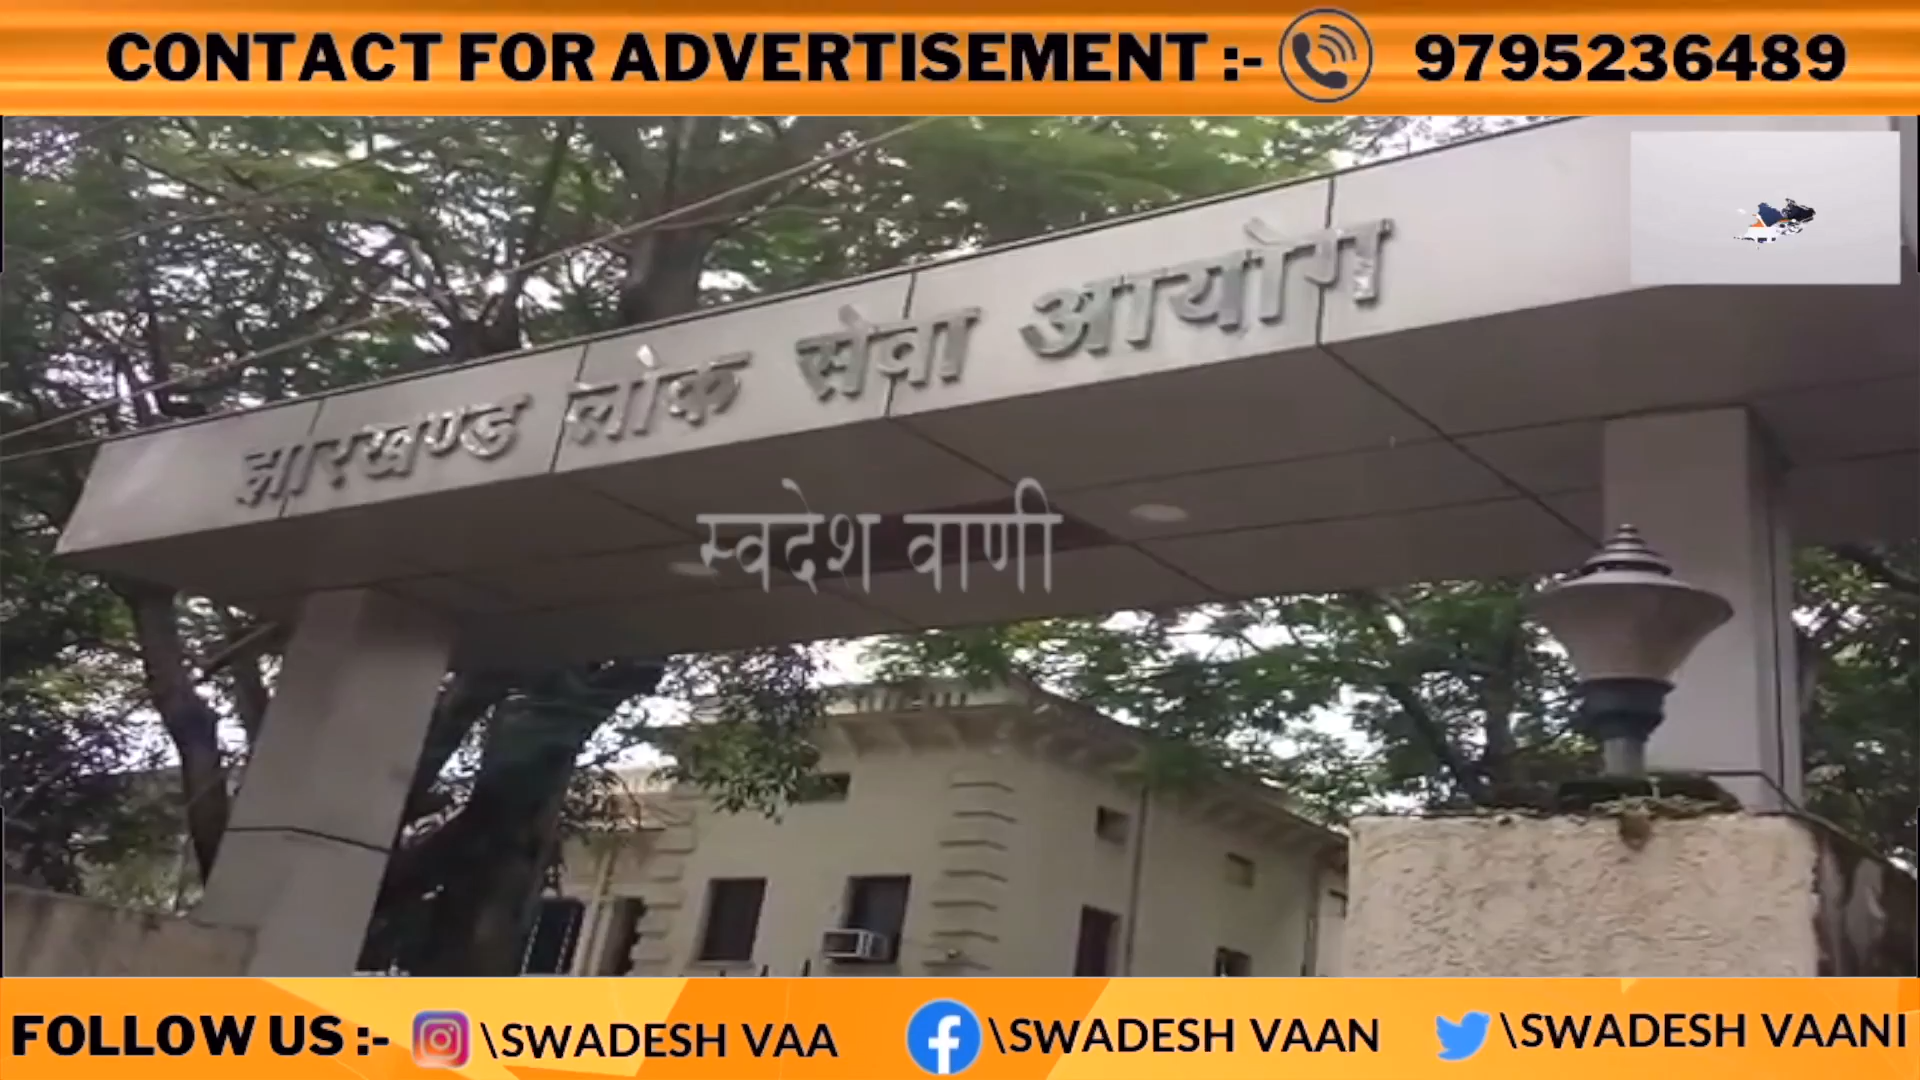 CONTACT FOR ADVERTISEMENT :- 9795236489
झारखण्ड लोक सेवा आयोग
स्वदेश वाणी
FOLLOW US :- \SWADESH VAA \SWADESH VAAN \SWADESH VAANI